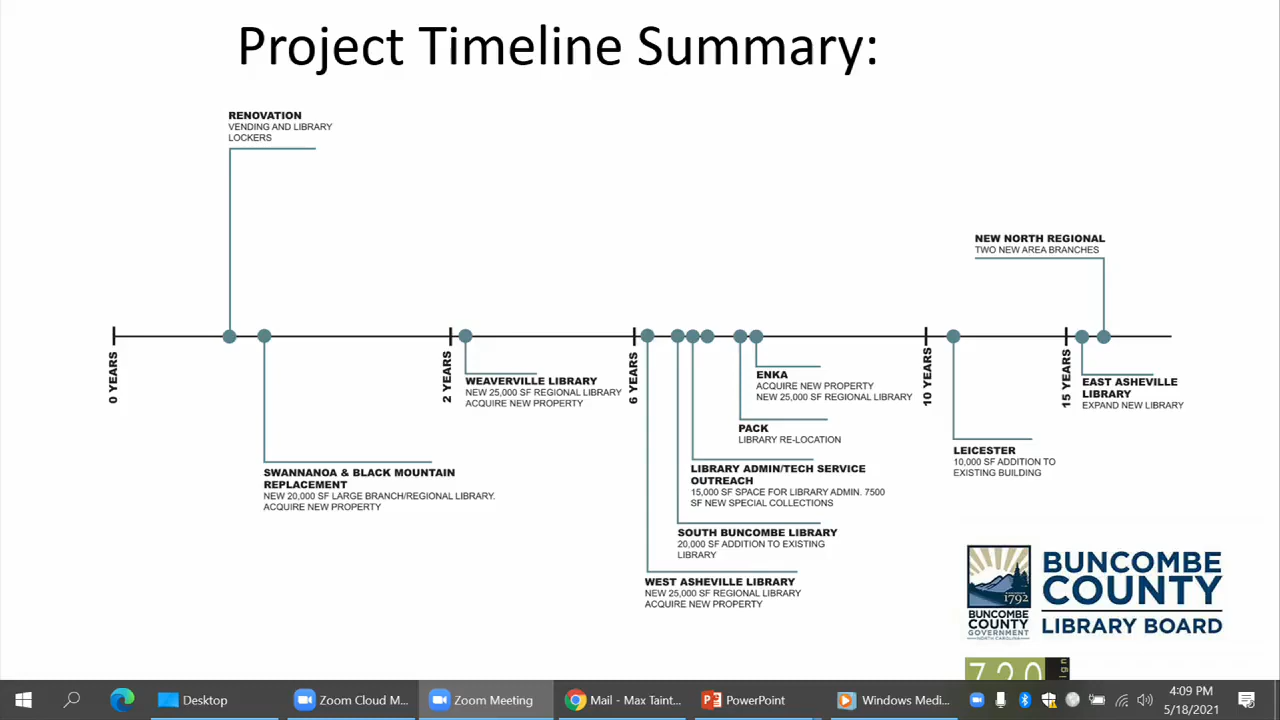 Project Timeline Summary:
RENOVATION
VENDING AND LIBRARY
LOCKERS
NEW NORTH REGIONAL
TWO NEW AREA BRANCHES
0 YEARS
2 YEARS
6 YEARS
10 YEARS
15 YEARS
WEAVERVILLE LIBRARY
NEW 25,000 SF REGIONAL LIBRARY
ACQUIRE NEW PROPERTY
ENKA
ACQUIRE NEW PROPERTY
NEW 25,000 SF REGIONAL LIBRARY
EAST ASHEVILLE
LIBRARY
EXPAND NEW LIBRARY
PACK
LIBRARY RE-LOCATION
LEICESTER
10,000 SF ADDITION TO
EXISTING BUILDING
SWANNANOA & BLACK MOUNTAIN
REPLACEMENT
NEW 20,000 SF LARGE BRANCH/REGIONAL LIBRARY.
ACQUIRE NEW PROPERTY
LIBRARY ADMIN/TECH SERVICE
OUTREACH
15,000 SF SPACE FOR LIBRARY ADMIN. 7500
SF NEW SPECIAL COLLECTIONS
SOUTH BUNCOMBE LIBRARY
20,000 SF ADDITION TO EXISTING
LIBRARY
WEST ASHEVILLE LIBRARY
NEW 25,000 SF REGIONAL LIBRARY
ACQUIRE NEW PROPERTY
1792
BUNCOMBE
COUNTY
GOVERNMENT
NORTH CAROLINA
BUNCOMBE
COUNTY
LIBRARY BOARD
720
ign
Desktop
Zoom Cloud M...
Zoom Meeting
Mail - Max Taint...
PowerPoint
Windows Medi...
4:09 PM
5/18/2021